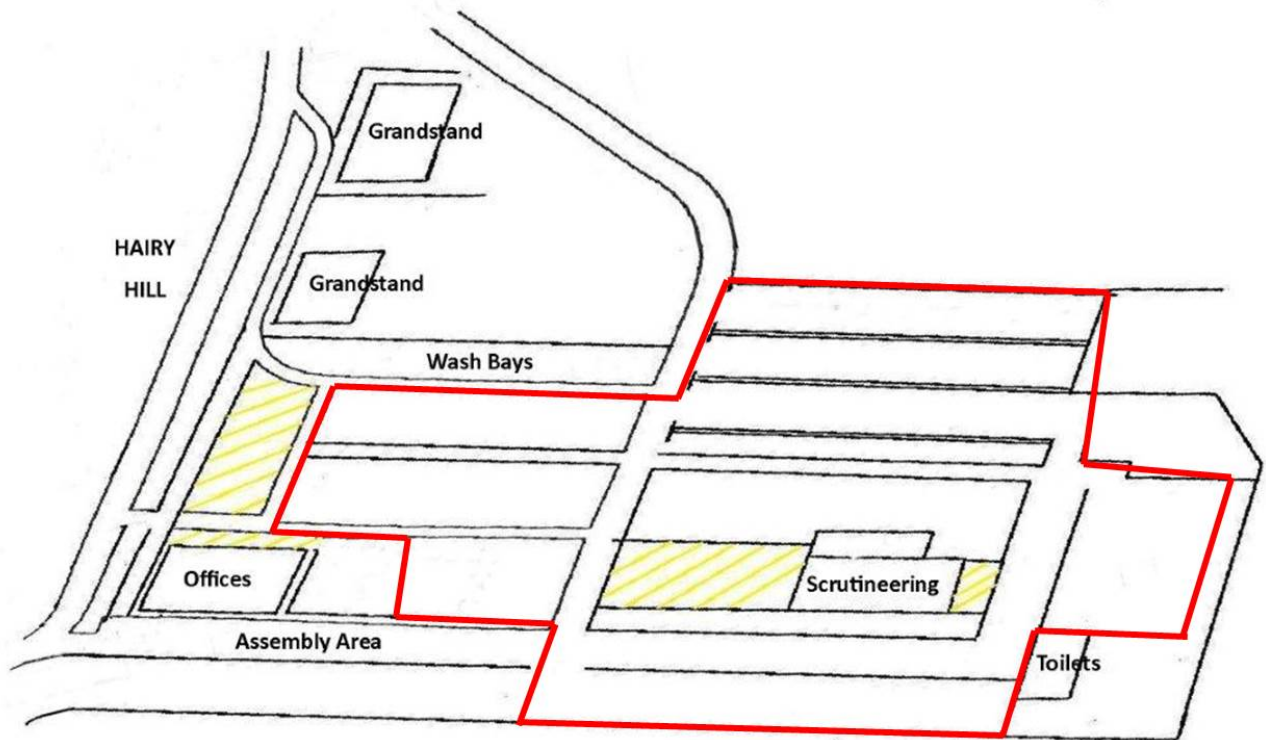 Grandstand
HAIRY
HILL
Grandstand
Wash Bays
Offices
Scrutineering
Assembly Area
Toilets